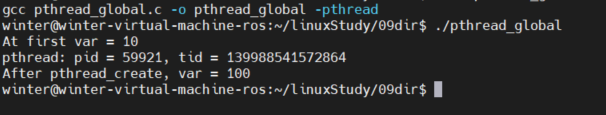 gcc pthread_global.c -o pthread_global -pthread
winter@winter-virtual-machine-ros:~/linuxStudy/09dir$ ./pthread_global
At first var = 10
pthread: pid = 59921, tid = 139988541572864
After pthread_create, var = 100
winter@winter-virtual-machine-ros:~/linuxStudy/09dir$